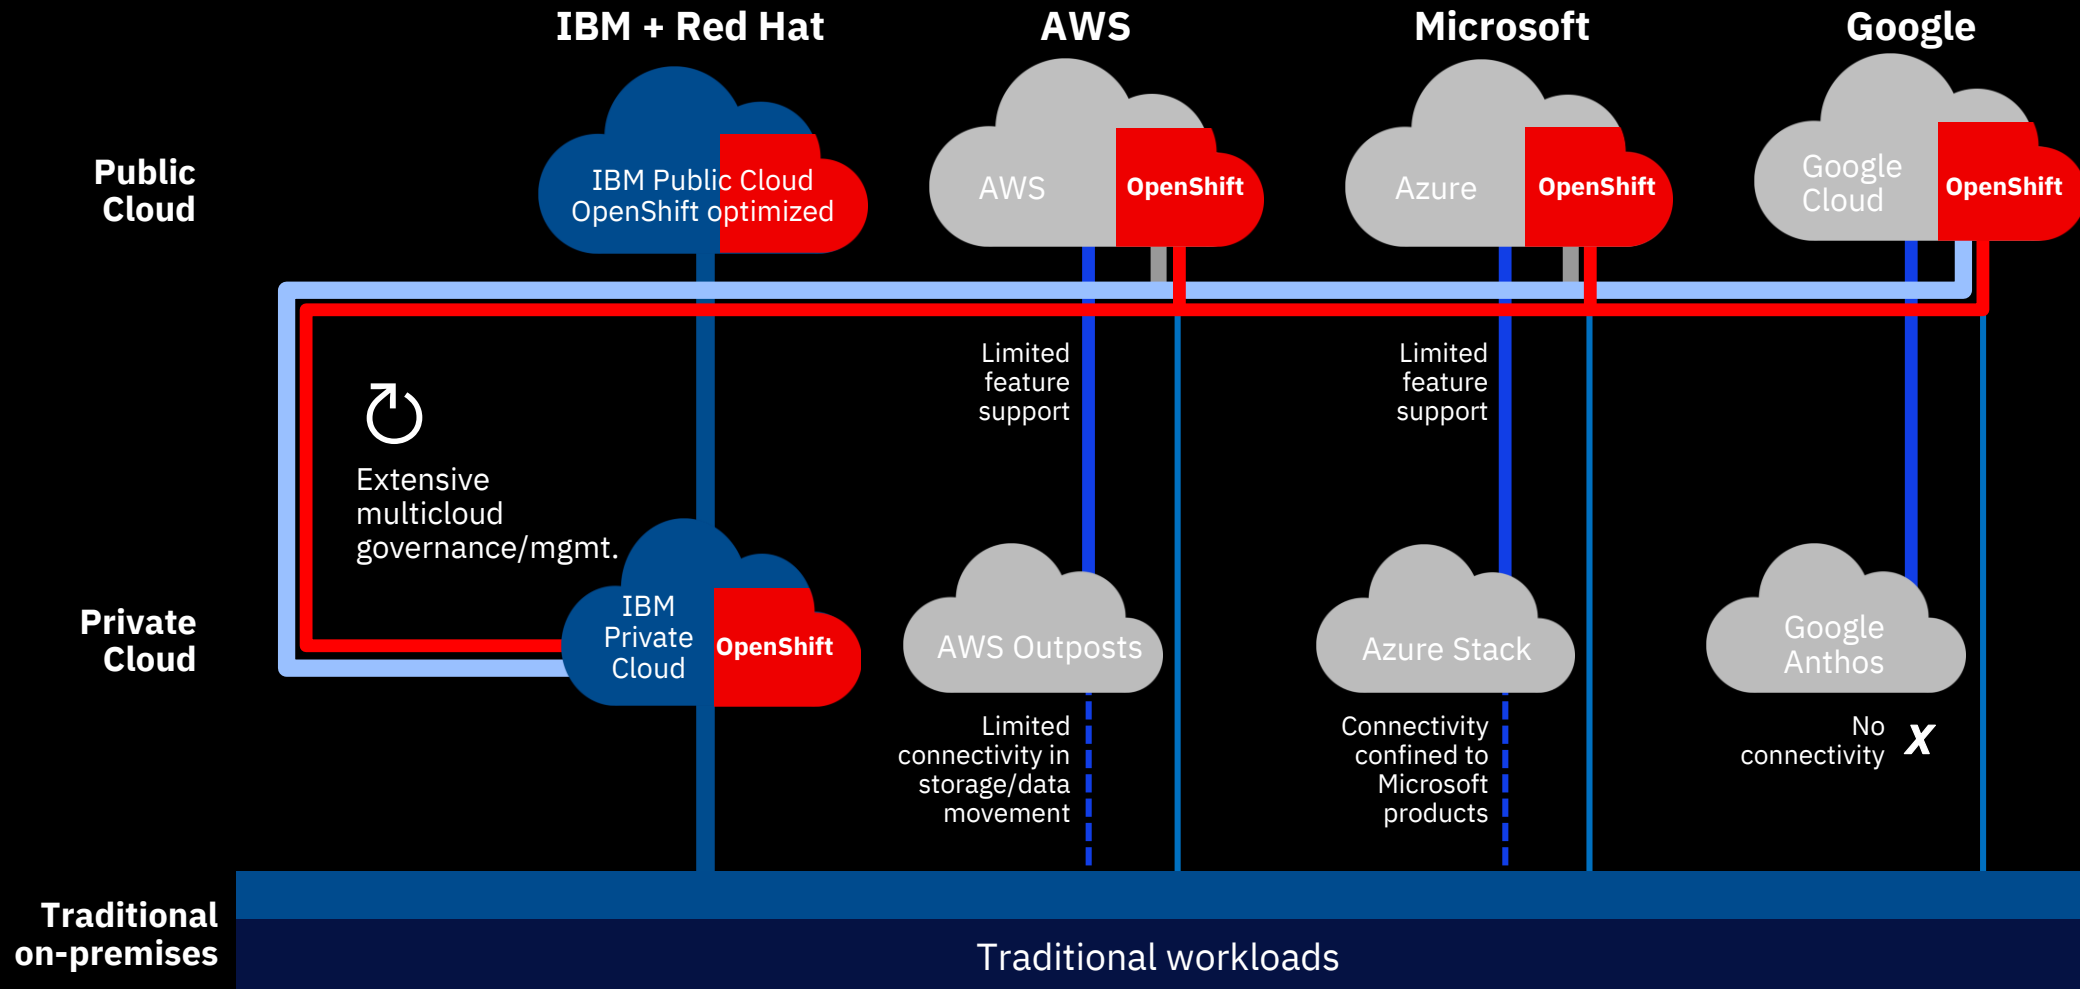 IBM + Red Hat
AWS
Microsoft
Google
Public
Cloud
IBM Public Cloud
OpenShift optimized
AWS
OpenShift
Azure
OpenShift
Google
Cloud
OpenShift
Extensive
multicloud
governance/mgmt.
Limited
feature
support
Limited
feature
support
Private
Cloud
IBM
Private
Cloud
OpenShift
AWS Outposts
Azure Stack
Google
Anthos
Limited
connectivity in
storage/data
movement
Connectivity
confined to
Microsoft
products
No
connectivity
x
Traditional
on-premises
Traditional workloads